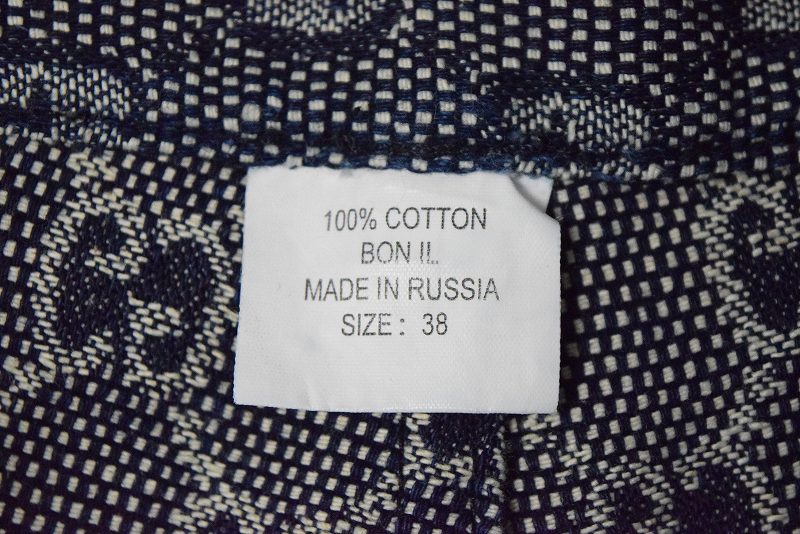 100% COTTON
BON IL.
MADE IN RUSSIA
SIZE : 38